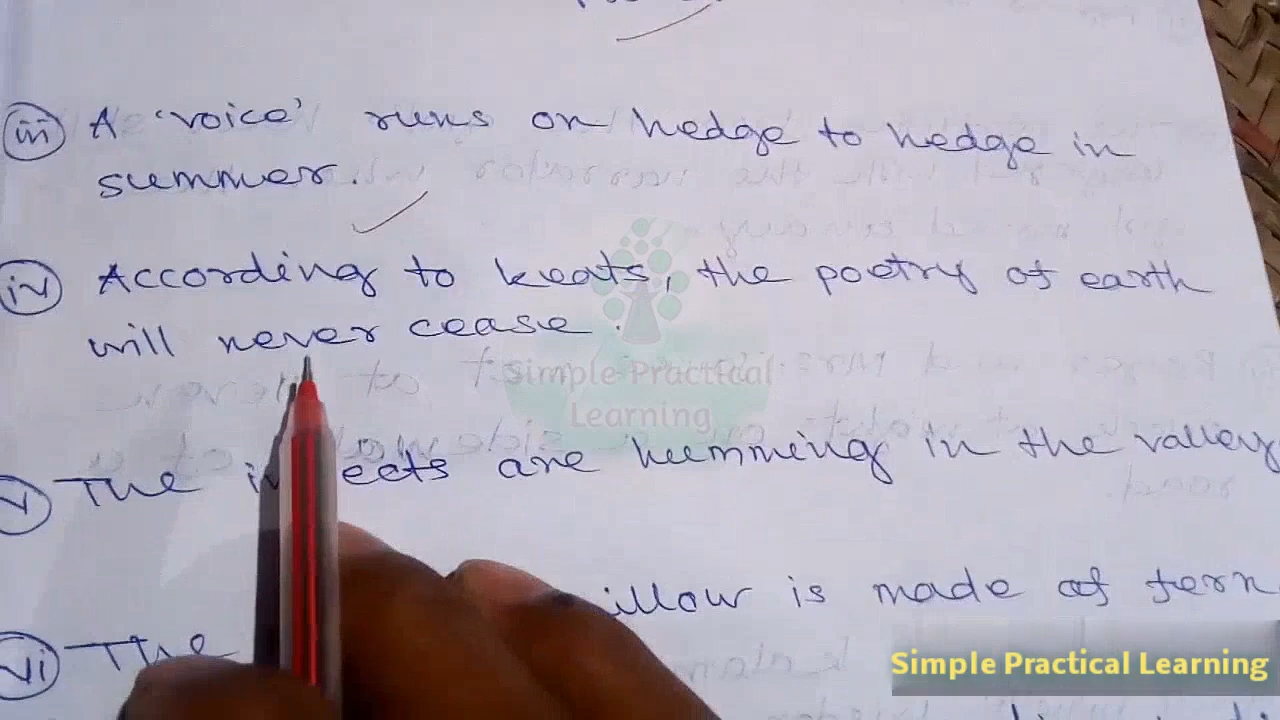 (iii) A 'voice' runs on hedge to hedge in
summer.
(iv) According to keats, the poetry of earth
will never cease.
Simple Practical
Learning
(v) The in ects are humming in the valley
(vi) The illow is made of fern
Simple Practical Learning